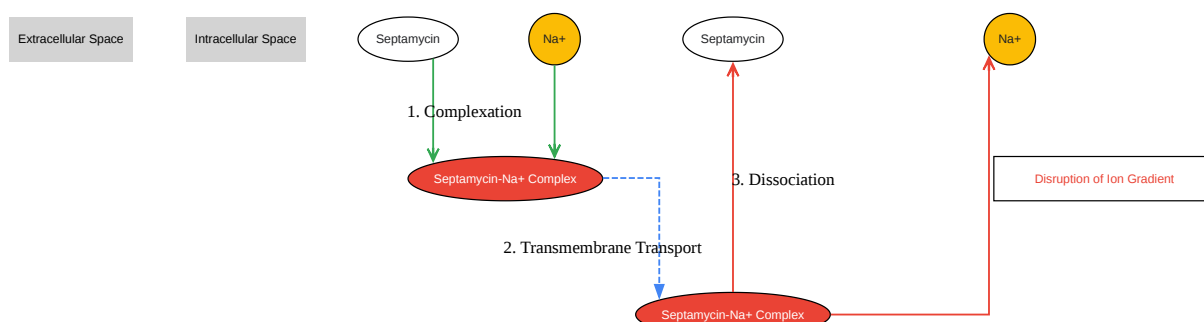 Extracellular Space
Intracellular Space
Septamycin
Na+
Septamycin
Na+
1. Complexation
Septamycin-Na+ Complex
3. Dissociation
Disruption of Ion Gradient
2. Transmembrane Transport
Septamycin-Na+ Complex